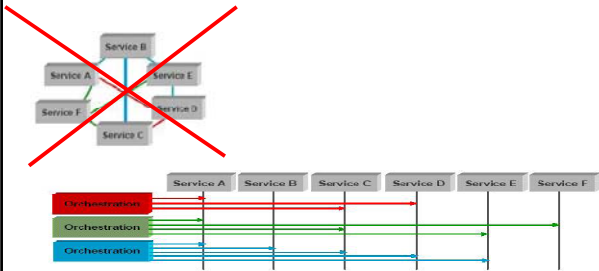 Service B
Service A
Service E
Service F
Service D
Service C
Service A Service B Service C Service D Service E Service F
Orchestration
Orchestration
Orchestration